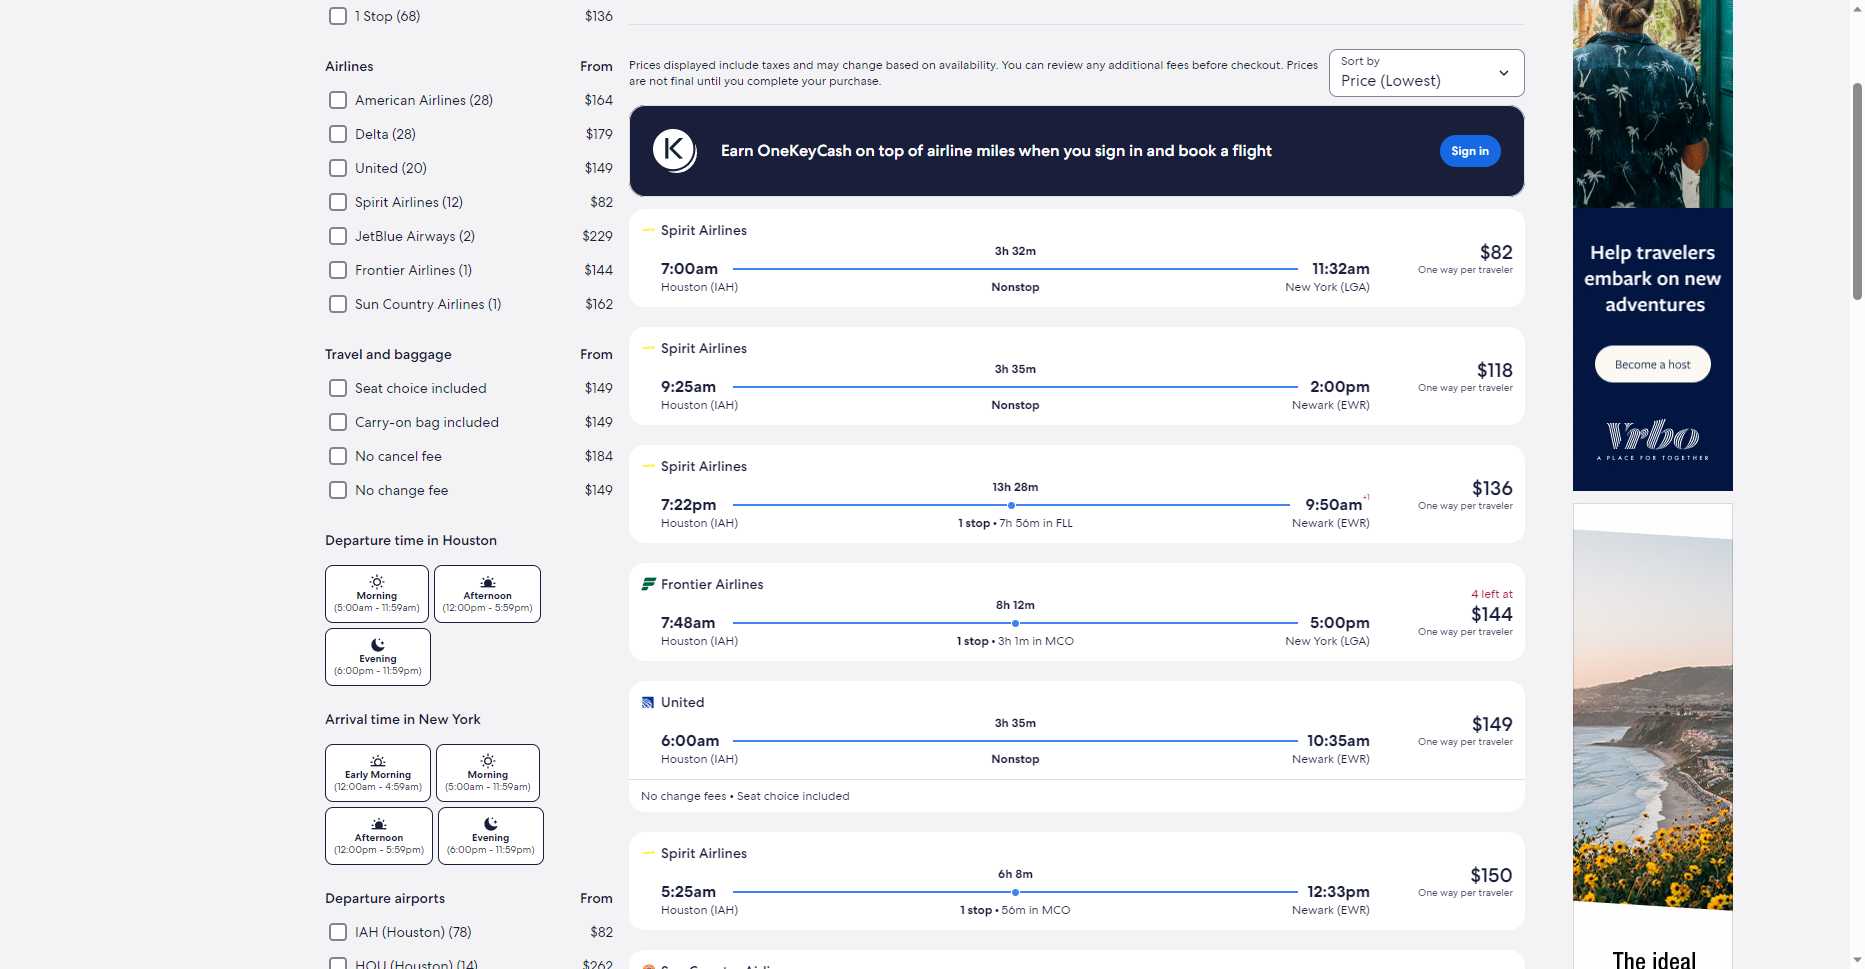 1 Stop (68) $136
Airlines From
American Airlines (28) $164
Delta (28) $179
United (20) $149
Spirit Airlines (12) $82
JetBlue Airways (2) $229
Frontier Airlines (1) $144
Sun Country Airlines (1) $162
Travel and baggage From
Seat choice included $149
Carry-on bag included $149
No cancel fee $184
No change fee $149
Departure time in Houston
Morning
(5:00am - 11:59am)
Afternoon
(12:00pm - 5:59pm)
Evening
(6:00pm - 11:59pm)
Arrival time in New York
Early Morning
(12:00am - 4:59am)
Morning
(5:00am - 11:59am)
Afternoon
(12:00pm - 5:59pm)
Evening
(6:00pm - 11:59pm)
Departure airports From
IAH (Houston) (78) $82
HOU (Houston) (14) $262
Prices displayed include taxes and may change based on availability. You can review any additional fees before checkout. Prices
are not final until you complete your purchase.
Sort by
Price (Lowest)
K
Earn OneKeyCash on top of airline miles when you sign in and book a flight
Sign in
Spirit Airlines
3h 32m
$82
7:00am 11:32am
One way per traveler
Houston (IAH) Nonstop New York (LGA)
Spirit Airlines
3h 35m
$118
9:25am 2:00pm
One way per traveler
Houston (IAH) Nonstop Newark (EWR)
Spirit Airlines
13h 28m
$136
7:22pm 9:50am+1
One way per traveler
Houston (IAH) 1 stop • 7h 56m in FLL Newark (EWR)
Frontier Airlines
4 left at
8h 12m
$144
7:48am 5:00pm
One way per traveler
Houston (IAH) 1 stop • 3h 1m in MCO New York (LGA)
United
3h 35m
$149
6:00am 10:35am
One way per traveler
Houston (IAH) Nonstop Newark (EWR)
No change fees • Seat choice included
Spirit Airlines
6h 8m
$150
5:25am 12:33pm
One way per traveler
Houston (IAH) 1 stop • 56m in MCO Newark (EWR)
Help travelers
embark on new
adventures
Become a host
Vrbo
A PLACE FOR TOGETHER
The ideal